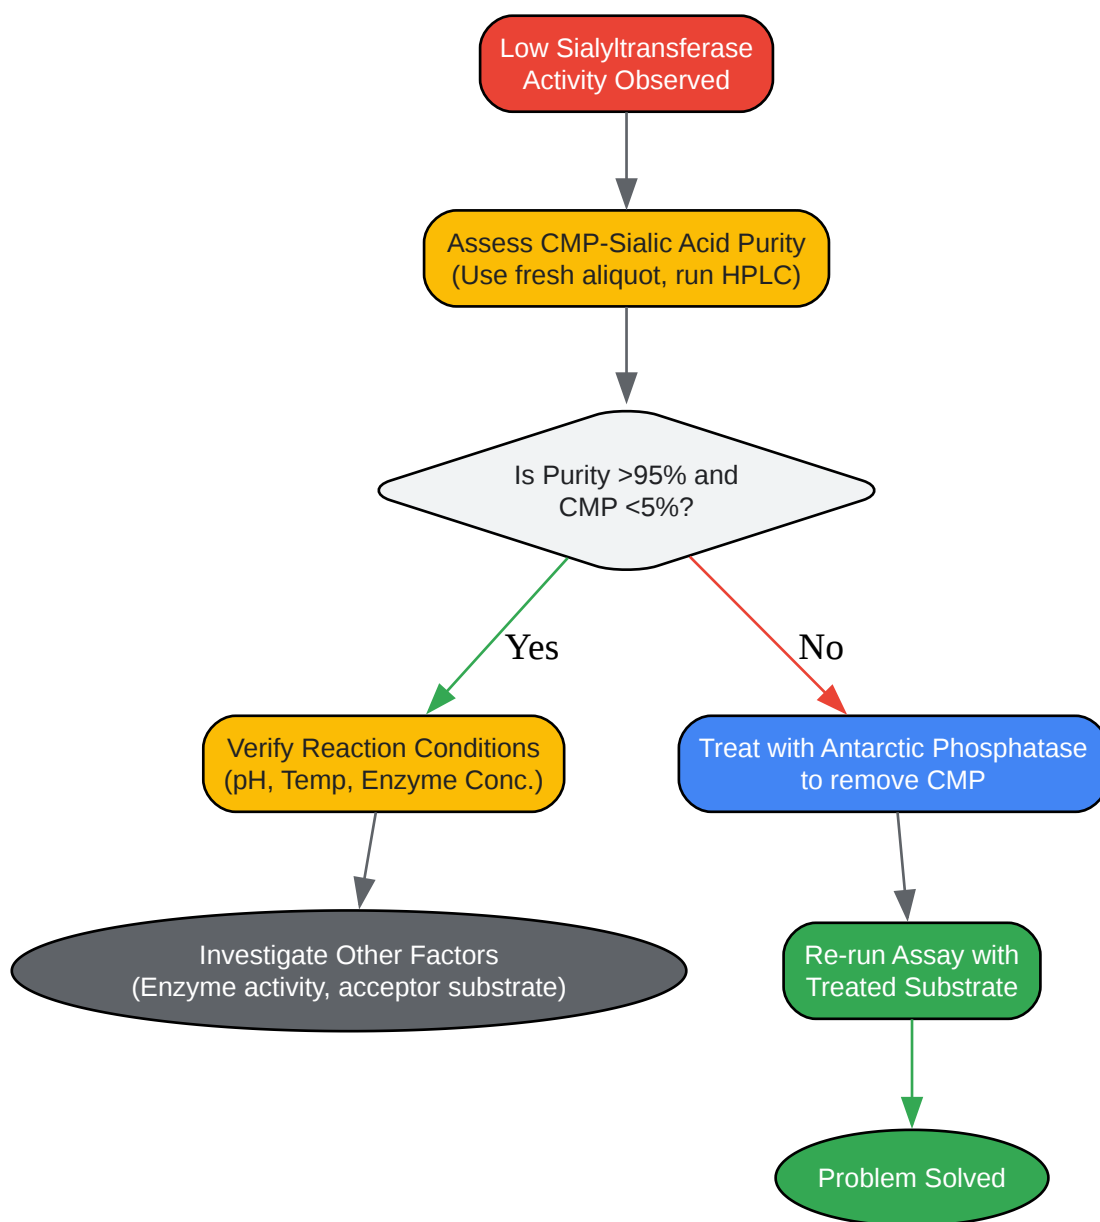 Low Sialyltransferase
Activity Observed
Assess CMP-Sialic Acid Purity
(Use fresh aliquot, run HPLC)
Is Purity >95% and
CMP <5%?
Yes
No
Verify Reaction Conditions
(pH, Temp, Enzyme Conc.)
Treat with Antarctic Phosphatase
to remove CMP
Investigate Other Factors
(Enzyme activity, acceptor substrate)
Re-run Assay with
Treated Substrate
Problem Solved